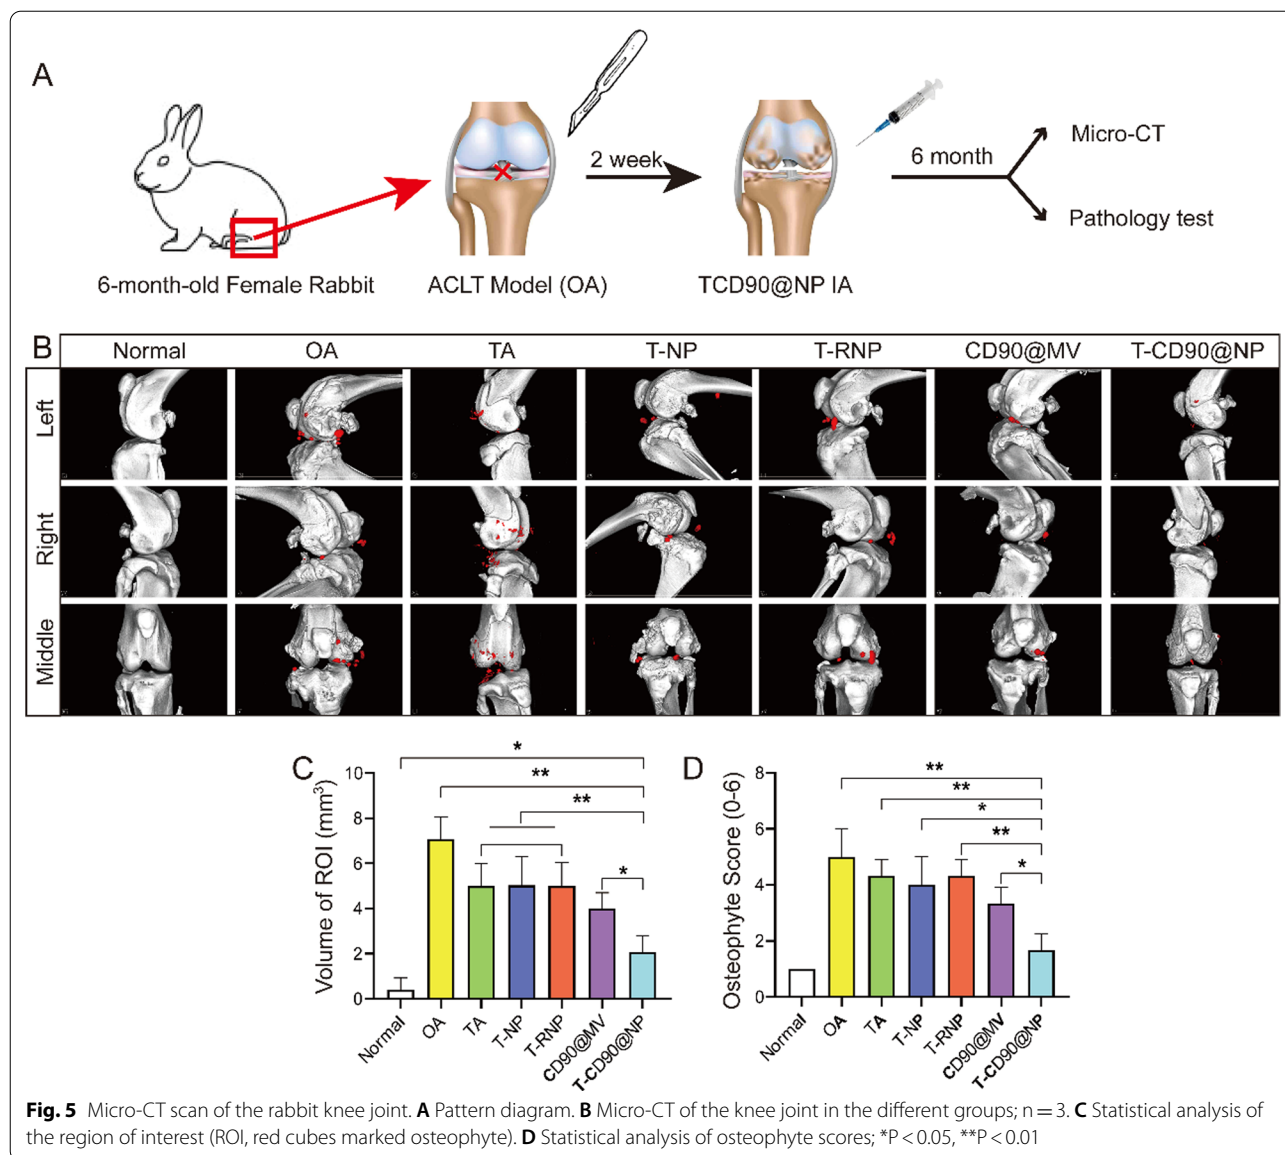 A
2 week
6 month
Micro-CT
Pathology test
6-month-old Female Rabbit
ACLT Model (OA)
TCD90@NP IA
B
Normal
OA
TA
T-NP
T-RNP
CD90@MV
T-CD90@NP
Left
Right
Middle
C
Volume of ROI (mm³)
10
8
6
4
2
0
*
**
**
*
Normal
OA
TA
T-NP
T-RNP
CD90@MV
T-CD90@NP
D
Osteophyte Score (0-6)
8
6
4
2
0
**
**
*
**
*
Normal
OA
TA
T-NP
T-RNP
CD90@MV
T-CD90@NP
Fig. 5 Micro-CT scan of the rabbit knee joint. A Pattern diagram. B Micro-CT of the knee joint in the different groups; n = 3. C Statistical analysis of
the region of interest (ROI, red cubes marked osteophyte). D Statistical analysis of osteophyte scores; *P < 0.05, **P < 0.01